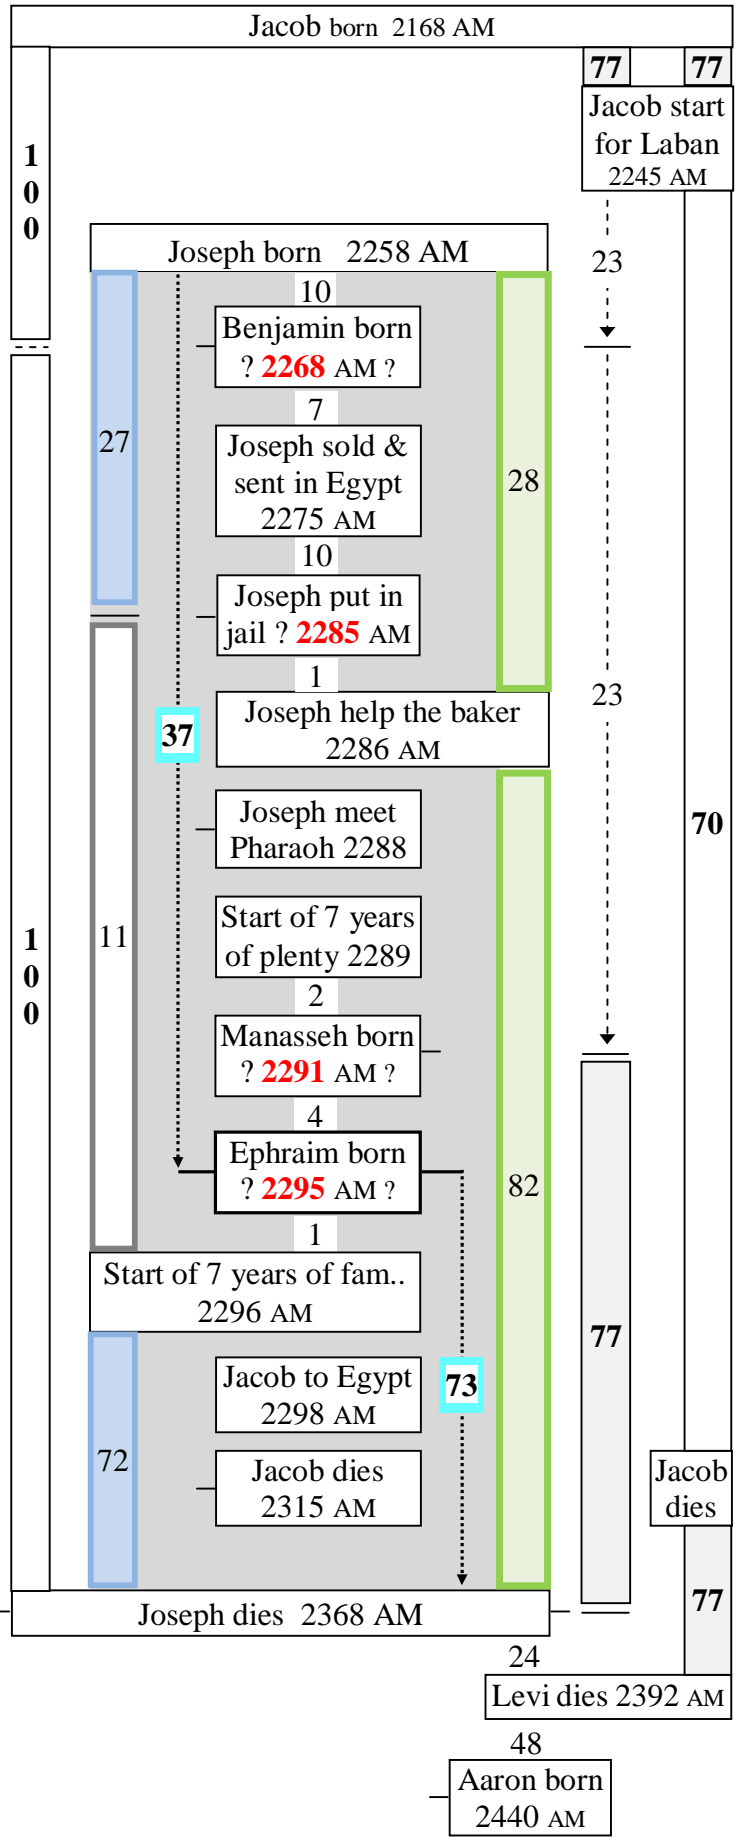 Jacob born 2168 AM
77
77
Jacob start
for Laban
2245 AM
1
0
0
Joseph born 2258 AM
23
10
Benjamin born
? 2268 AM ?
7
27
Joseph sold &
sent in Egypt
2275 AM
28
10
Joseph put in
jail ? 2285 AM
1
23
Joseph help the baker
2286 AM
37
Joseph meet
Pharaoh 2288
70
Start of 7 years
of plenty 2289
11
1
0
0
2
Manasseh born
? 2291 AM ?
4
Ephraim born
? 2295 AM ?
82
1
Start of 7 years of fam..
2296 AM
77
Jacob to Egypt
2298 AM
73
72
Jacob dies
2315 AM
Jacob
dies
Joseph dies 2368 AM
77
24
Levi dies 2392 AM
48
Aaron born
2440 AM